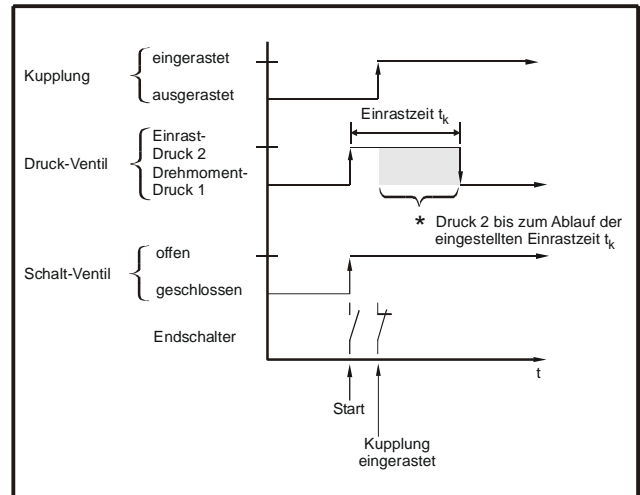 Kupplung
eingerastet
ausgerastet
Einrastzeit tk
Druck-Ventil
Einrast-
Druck 2
Drehmoment-
Druck 1
* Druck 2 bis zum Ablauf der
eingestellten Einrastzeit tk
Schalt-Ventil
offen
geschlossen
Endschalter
t
Start
Kupplung
eingerastet